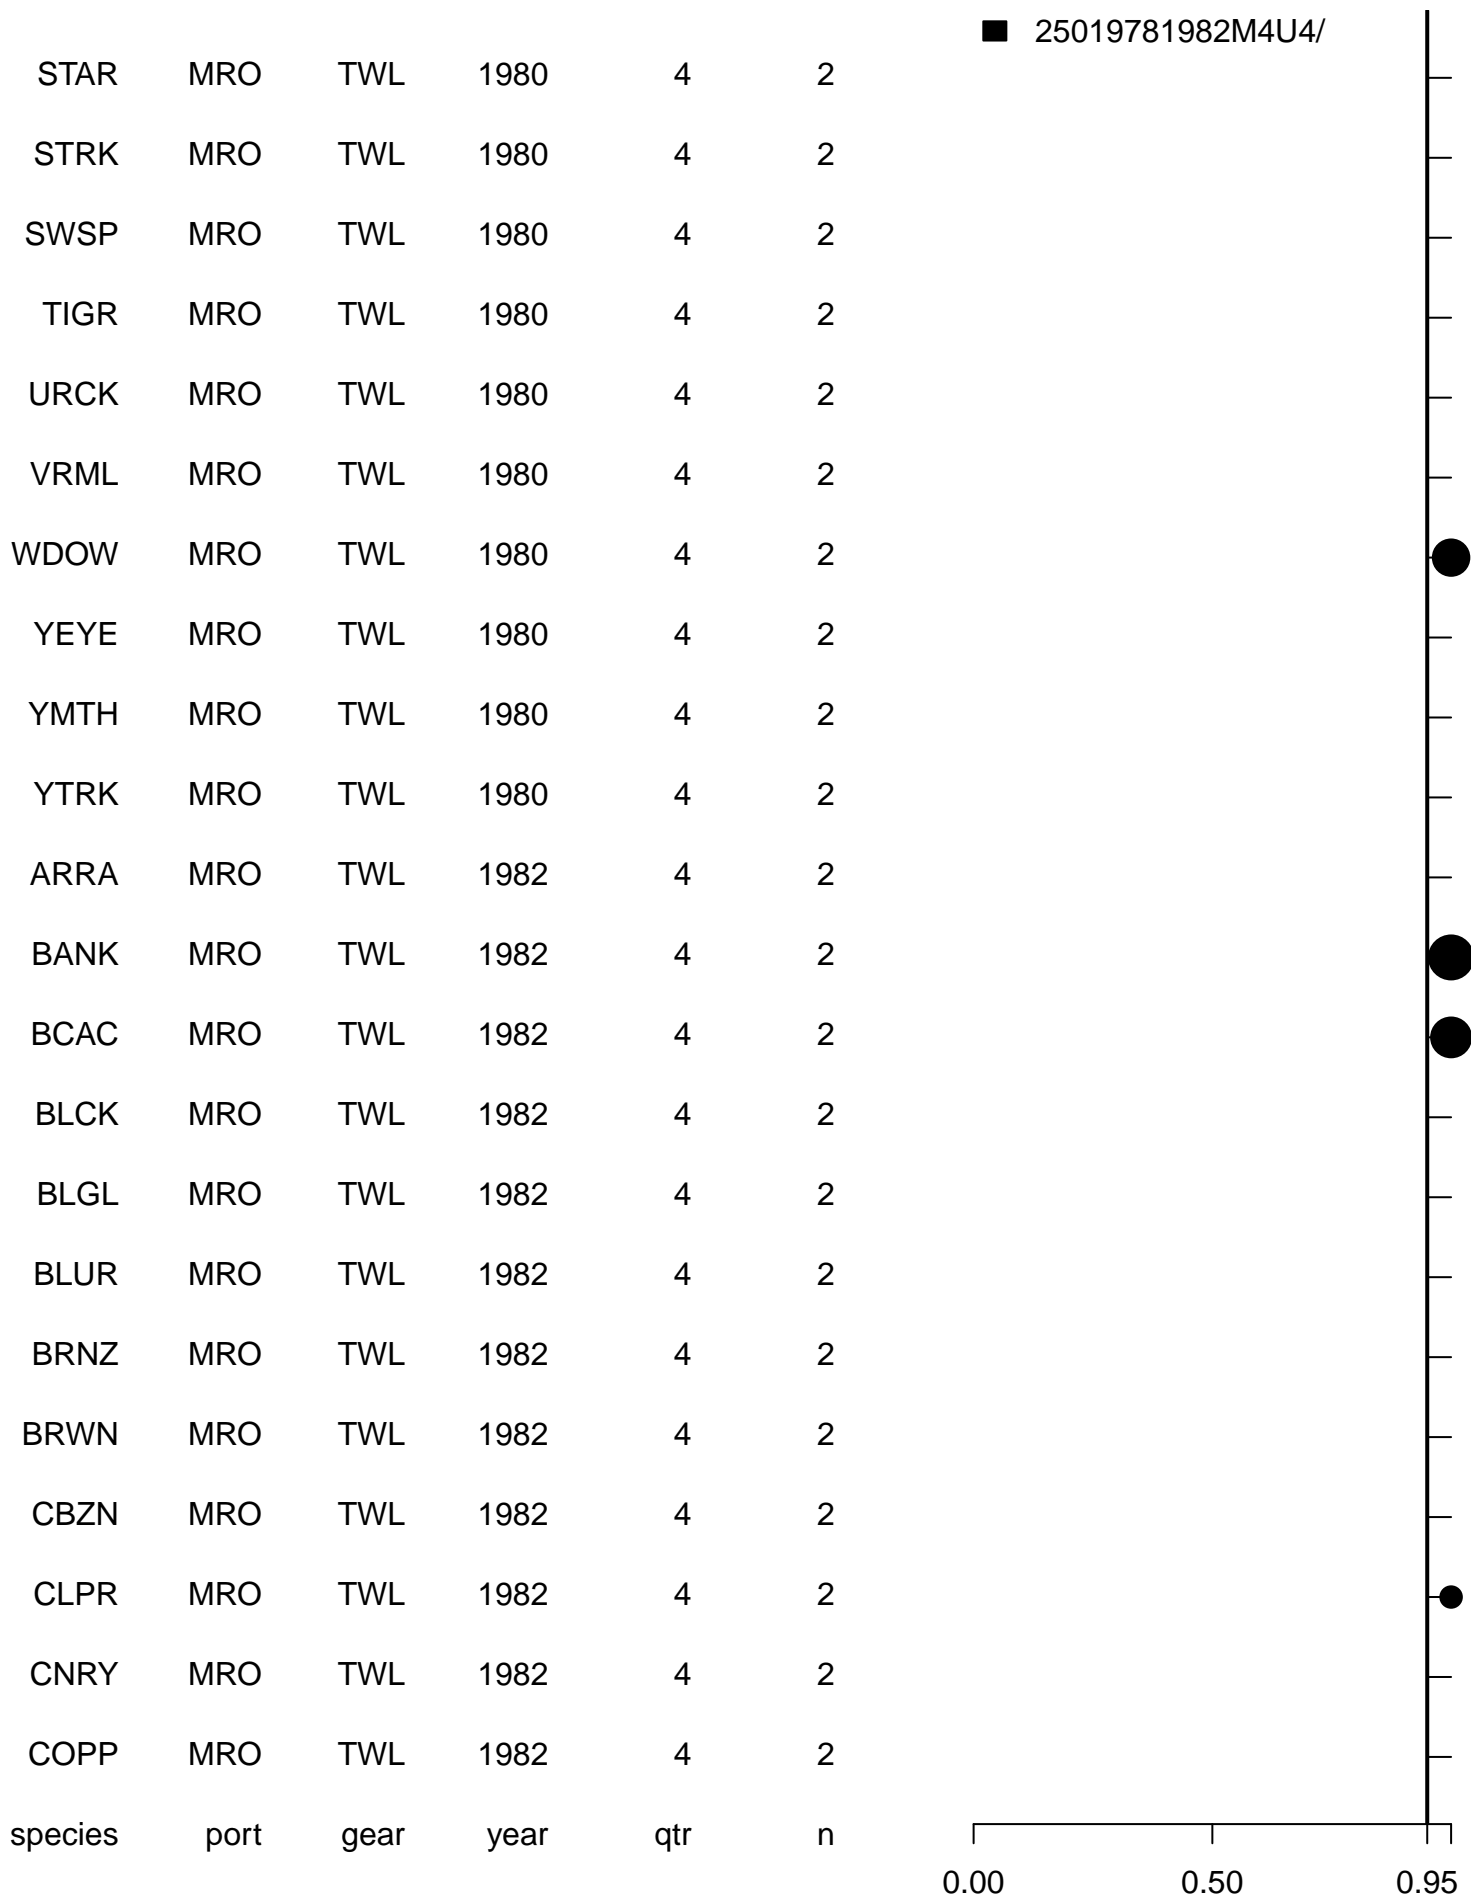 25019781982M4U4/
STAR MRO TWL 1980 4 2
STRK MRO TWL 1980 4 2
SWSP MRO TWL 1980 4 2
TIGR MRO TWL 1980 4 2
URCK MRO TWL 1980 4 2
VRML MRO TWL 1980 4 2
WDOW MRO TWL 1980 4 2
YEYE MRO TWL 1980 4 2
YMTH MRO TWL 1980 4 2
YTRK MRO TWL 1980 4 2
ARRA MRO TWL 1982 4 2
BANK MRO TWL 1982 4 2
BCAC MRO TWL 1982 4 2
BLCK MRO TWL 1982 4 2
BLGL MRO TWL 1982 4 2
BLUR MRO TWL 1982 4 2
BRNZ MRO TWL 1982 4 2
BRWN MRO TWL 1982 4 2
CBZN MRO TWL 1982 4 2
CLPR MRO TWL 1982 4 2
CNRY MRO TWL 1982 4 2
COPP MRO TWL 1982 4 2
species port gear year qtr n
0.00 0.50 0.95